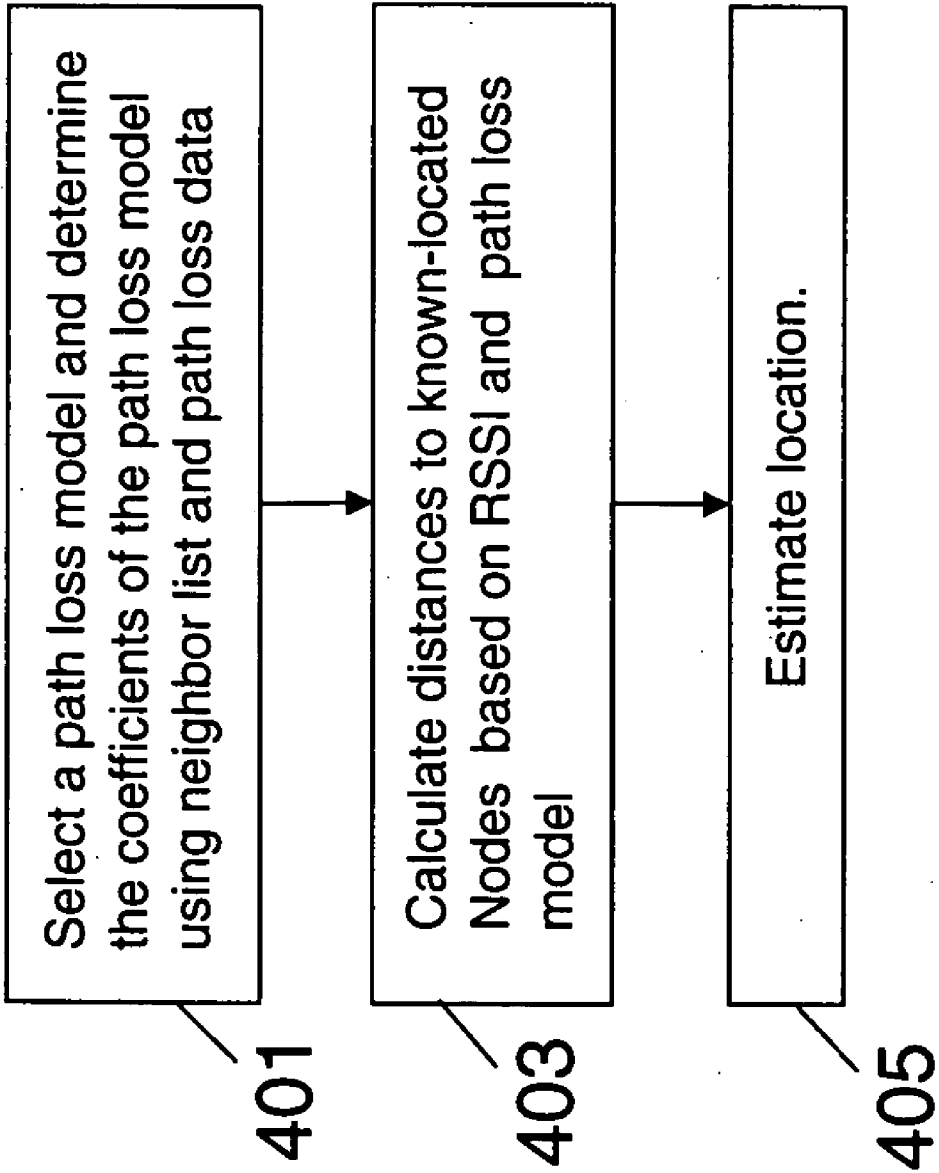 401
Select a path loss model and determine
the coefficients of the path loss model
using neighbor list and path loss data
403
Calculate distances to known-located
Nodes based on RSSI and path loss
model
405
Estimate location.